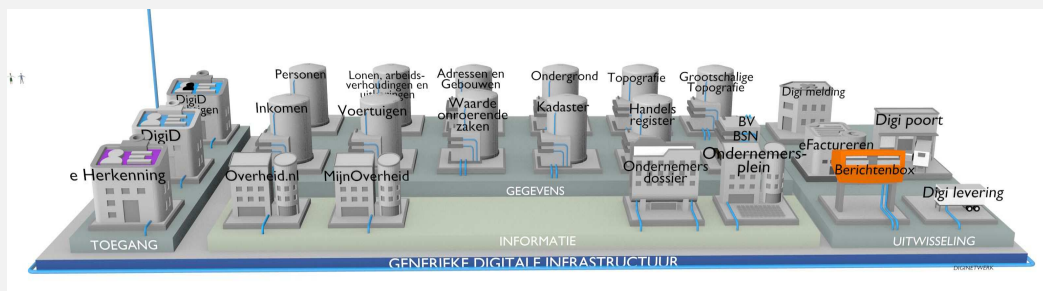 Personen
Lonen, arbeids-
verhoudingen en
Adressen en
Gebouwen
Ondergrond
Topografie
Grootschalige
Topografie
Digi melding
DigiD
Inkomen
Voertuigen
Waarde
onroerende
zaken
Kadaster
Handels
register
BV
BSN
Digi poort
DigiD
eFactureren
e Herkenning
Overheid.nl
MijnOverheid
Ondernemers
dossier
Ondernemers-
plein
Berichtenbox
Digi levering
GEGEVENS
TOEGANG
INFORMATIE
UITWISSELING
GENERIEKE DIGITALE INFRASTRUCTUUR
DIGINETWERK